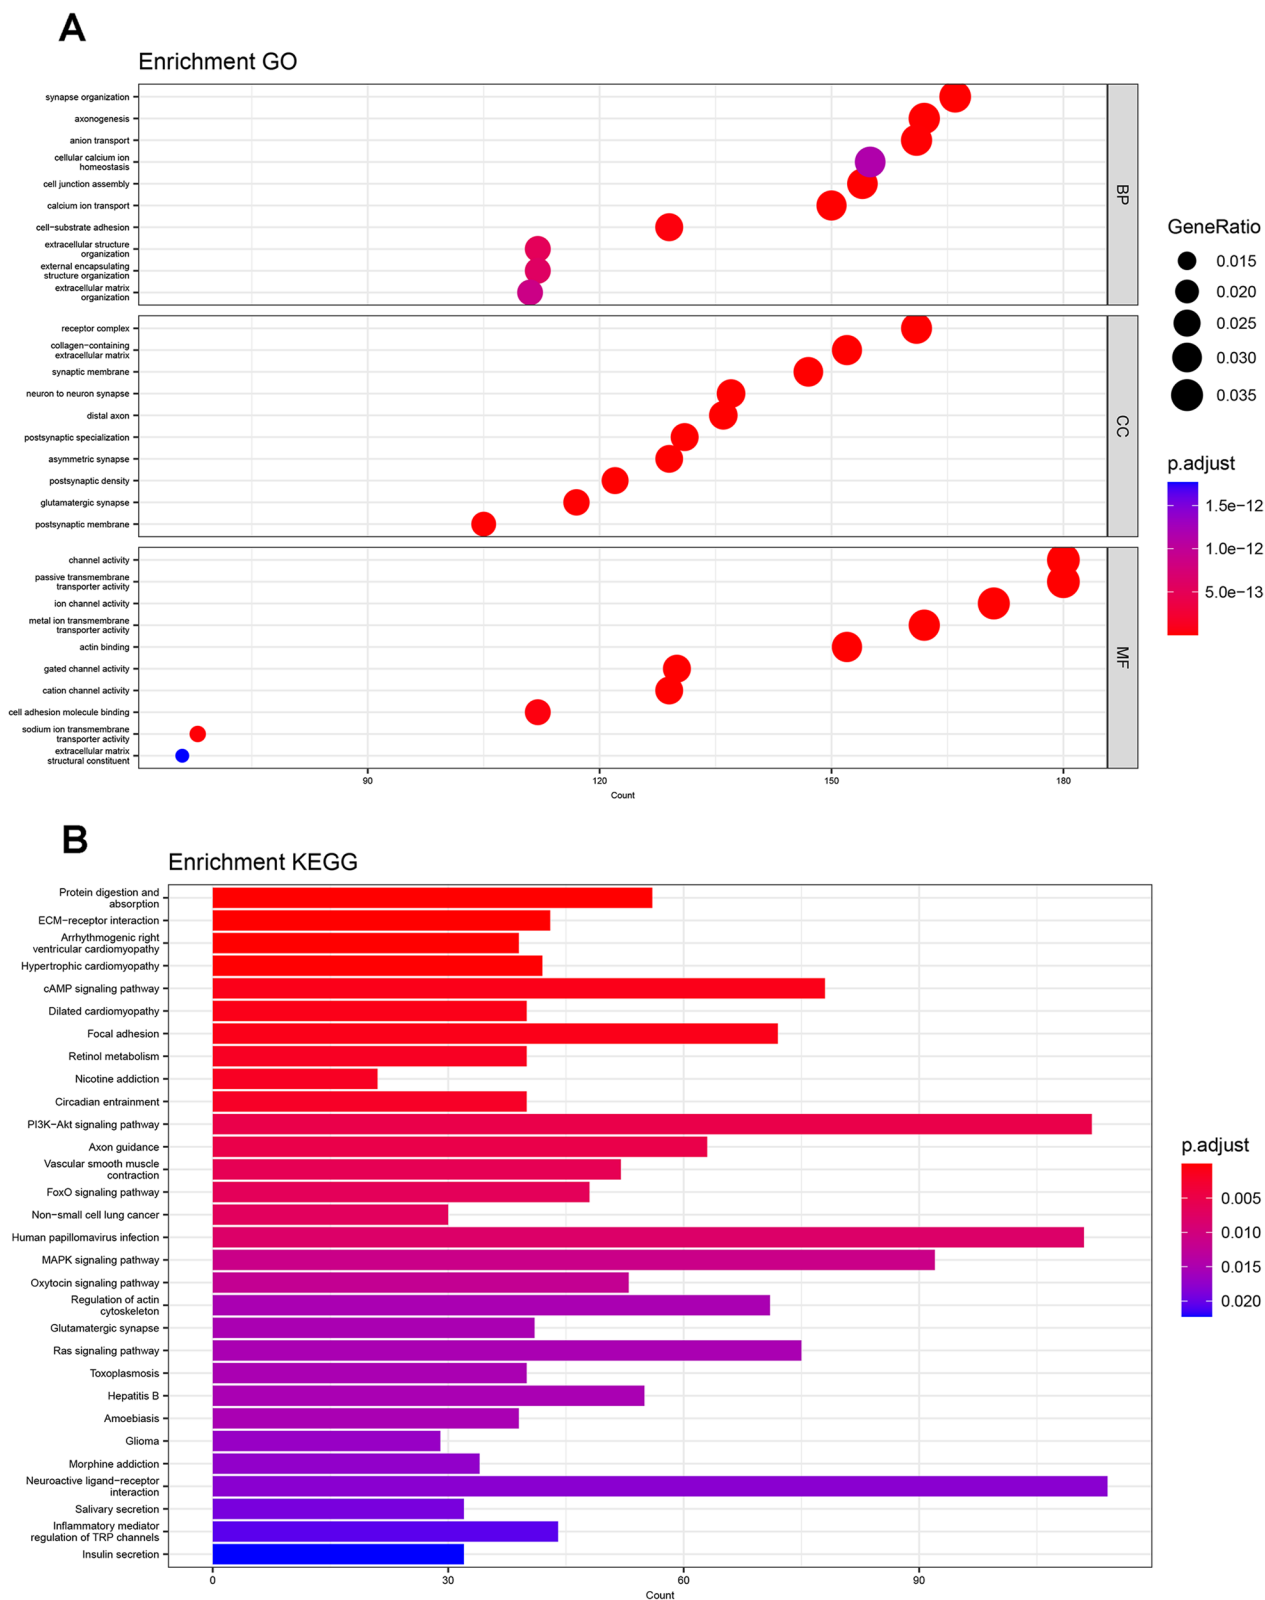 A
Enrichment GO
synapse organization
axonogenesis
anion transport
cellular calcium ion
homeostasis
cell junction assembly
calcium ion transport
cell−substrate adhesion
extracellular structure
organization
external encapsulating
structure organization
extracellular matrix
organization
BP
receptor complex
collagen−containing
extracellular matrix
synaptic membrane
neuron to neuron synapse
distal axon
postsynaptic specialization
asymmetric synapse
postsynaptic density
glutamatergic synapse
postsynaptic membrane
CC
channel activity
passive transmembrane
transporter activity
ion channel activity
metal ion transmembrane
transporter activity
actin binding
gated channel activity
cation channel activity
cell adhesion molecule binding
sodium ion transmembrane
transporter activity
extracellular matrix
structural constituent
MF
90 120 150 180
Count
GeneRatio
0.015
0.020
0.025
0.030
0.035
p.adjust
1.5e−12
1.0e−12
5.0e−13
B
Enrichment KEGG
Protein digestion and
absorption
ECM−receptor interaction
Arrhythmogenic right
ventricular cardiomyopathy
Hypertrophic cardiomyopathy
cAMP signaling pathway
Dilated cardiomyopathy
Focal adhesion
Retinol metabolism
Nicotine addiction
Circadian entrainment
PI3K−Akt signaling pathway
Axon guidance
Vascular smooth muscle
contraction
FoxO signaling pathway
Non−small cell lung cancer
Human papillomavirus infection
MAPK signaling pathway
Oxytocin signaling pathway
Regulation of actin
cytoskeleton
Glutamatergic synapse
Ras signaling pathway
Toxoplasmosis
Hepatitis B
Amoebiasis
Glioma
Morphine addiction
Neuroactive ligand−receptor
interaction
Salivary secretion
Inflammatory mediator
regulation of TRP channels
Insulin secretion
0 30 60 90
Count
p.adjust
0.005
0.010
0.015
0.020